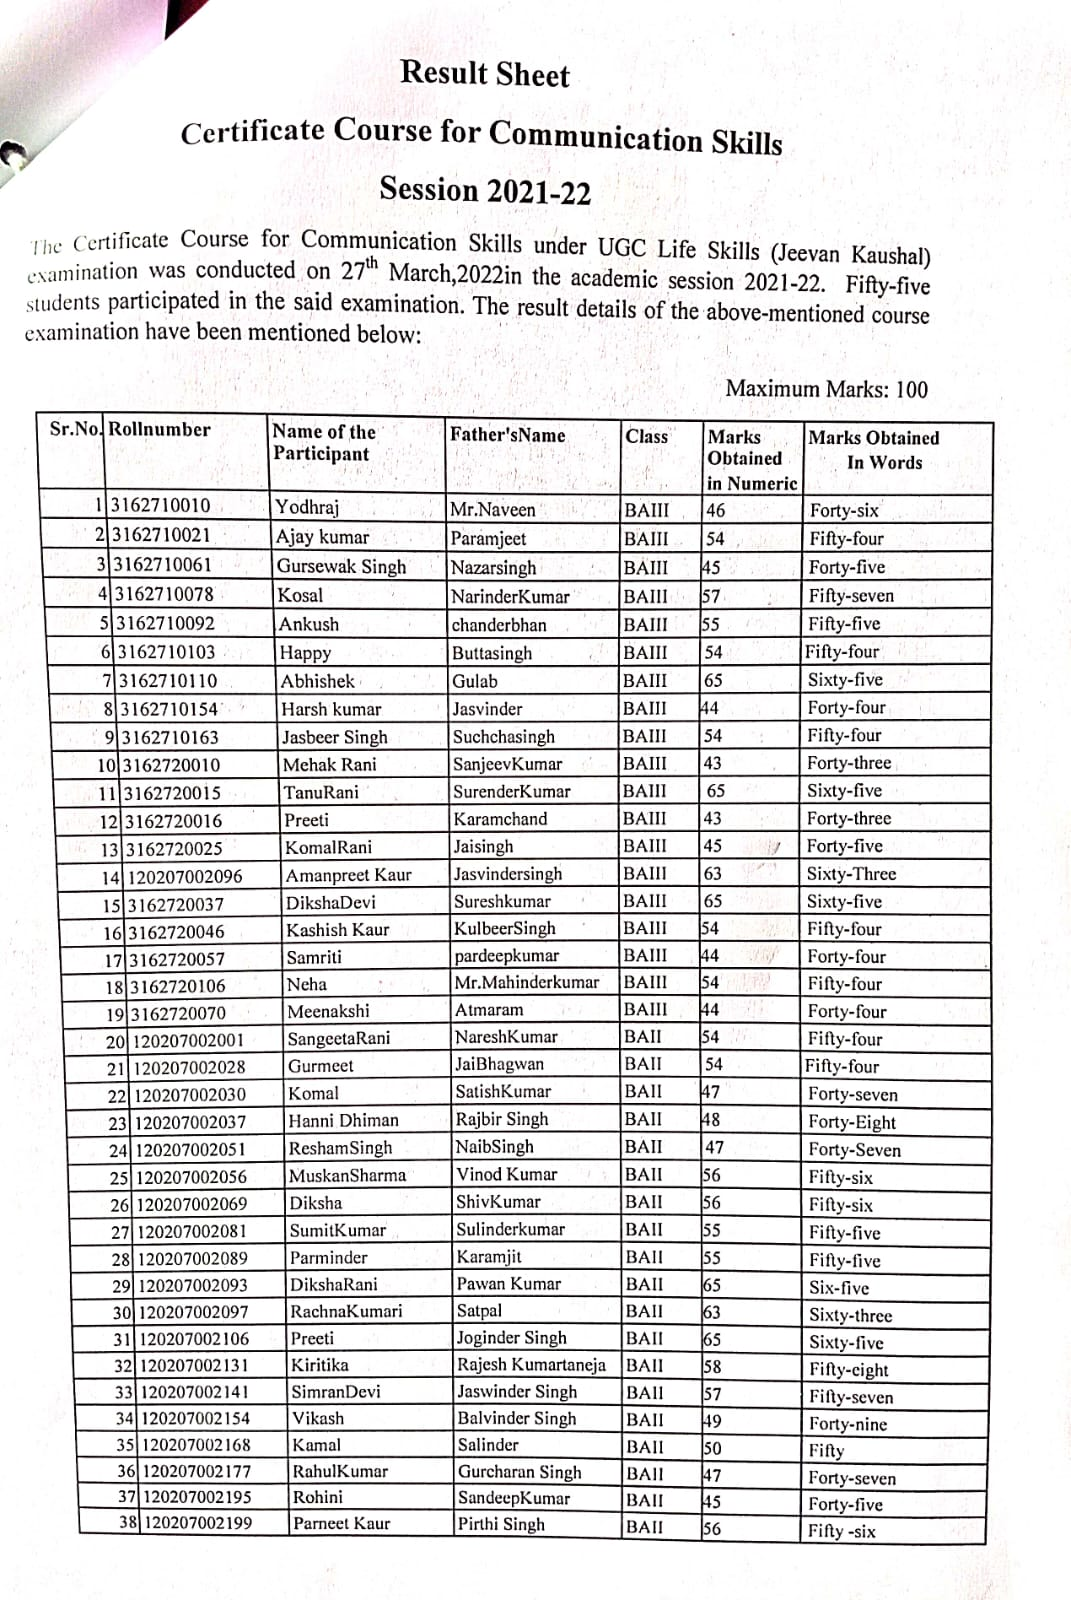 Result Sheet
Certificate Course for Communication Skills
Session 2021-22
The Certificate Course for Communication Skills under UGC Life Skills (Jeevan Kaushal)
examination was conducted on 27th March,2022in the academic session 2021-22. Fifty-five
students participated in the said examination. The result details of the above-mentioned course
examination have been mentioned below:
Maximum Marks: 100
Sr.No. Rollnumber Name of the Participant Father'sName Class Marks Obtained in Numeric Marks Obtained In Words
1 3162710010 Yodhraj Mr.Naveen BAIII 46 Forty-six
2 3162710021 Ajay kumar Paramjeet BAIII 54 Fifty-four
3 3162710061 Gursewak Singh Nazarsingh BAIII 45 Forty-five
4 3162710078 Kosal NarinderKumar BAIII 57 Fifty-seven
5 3162710092 Ankush chanderbhan BAIII 55 Fifty-five
6 3162710103 Happy Buttasingh BAIII 54 Fifty-four
7 3162710110 Abhishek Gulab BAIII 65 Sixty-five
8 3162710154 Harsh kumar Jasvinder BAIII 44 Forty-four
9 3162710163 Jasbeer Singh Suchchasingh BAIII 54 Fifty-four
10 3162720010 Mehak Rani SanjeevKumar BAIII 43 Forty-three
11 3162720015 TanuRani SurenderKumar BAIII 65 Sixty-five
12 3162720016 Preeti Karamchand BAIII 43 Forty-three
13 3162720025 KomalRani Jaisingh BAIII 45 Forty-five
14 120207002096 Amanpreet Kaur Jasvindersingh BAIII 63 Sixty-Three
15 3162720037 DikshaDevi Sureshkumar BAIII 65 Sixty-five
16 3162720046 Kashish Kaur KulbeerSingh BAIII 54 Fifty-four
17 3162720057 Samriti pardeepkumar BAIII 44 Forty-four
18 3162720106 Neha Mr.Mahinderkumar BAIII 54 Fifty-four
19 3162720070 Meenakshi Atmaram BAIII 44 Forty-four
20 120207002001 SangeetaRani NareshKumar BAII 54 Fifty-four
21 120207002028 Gurmeet JaiBhagwan BAII 54 Fifty-four
22 120207002030 Komal SatishKumar BAII 47 Forty-seven
23 120207002037 Hanni Dhiman Rajbir Singh BAII 48 Forty-Eight
24 120207002051 ReshamSingh NaibSingh BAII 47 Forty-Seven
25 120207002056 MuskanSharma Vinod Kumar BAII 56 Fifty-six
26 120207002069 Diksha ShivKumar BAII 56 Fifty-six
27 120207002081 SumitKumar Sulinderkumar BAII 55 Fifty-five
28 120207002089 Parminder Karamjit BAII 55 Fifty-five
29 120207002093 DikshaRani Pawan Kumar BAII 65 Six-five
30 120207002097 RachnaKumari Satpal BAII 63 Sixty-three
31 120207002106 Preeti Joginder Singh BAII 65 Sixty-five
32 120207002131 Kiritika Rajesh Kumartaneja BAII 58 Fifty-eight
33 120207002141 SimranDevi Jaswinder Singh BAII 57 Fifty-seven
34 120207002154 Vikash Balvinder Singh BAII 49 Forty-nine
35 120207002168 Kamal Salinder BAII 50 Fifty
36 120207002177 RahulKumar Gurcharan Singh BAII 47 Forty-seven
37 120207002195 Rohini SandeepKumar BAII 45 Forty-five
38 120207002199 Parneet Kaur Pirthi Singh BAII 56 Fifty -six